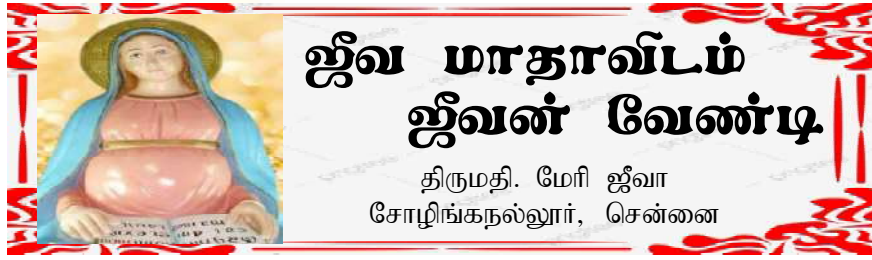 ஜீவ மாதாவிடம்
ஜீவன் வேண்டி
திருமதி. மேரி ஜீவா
சோழிங்கநல்லூர், சென்னை